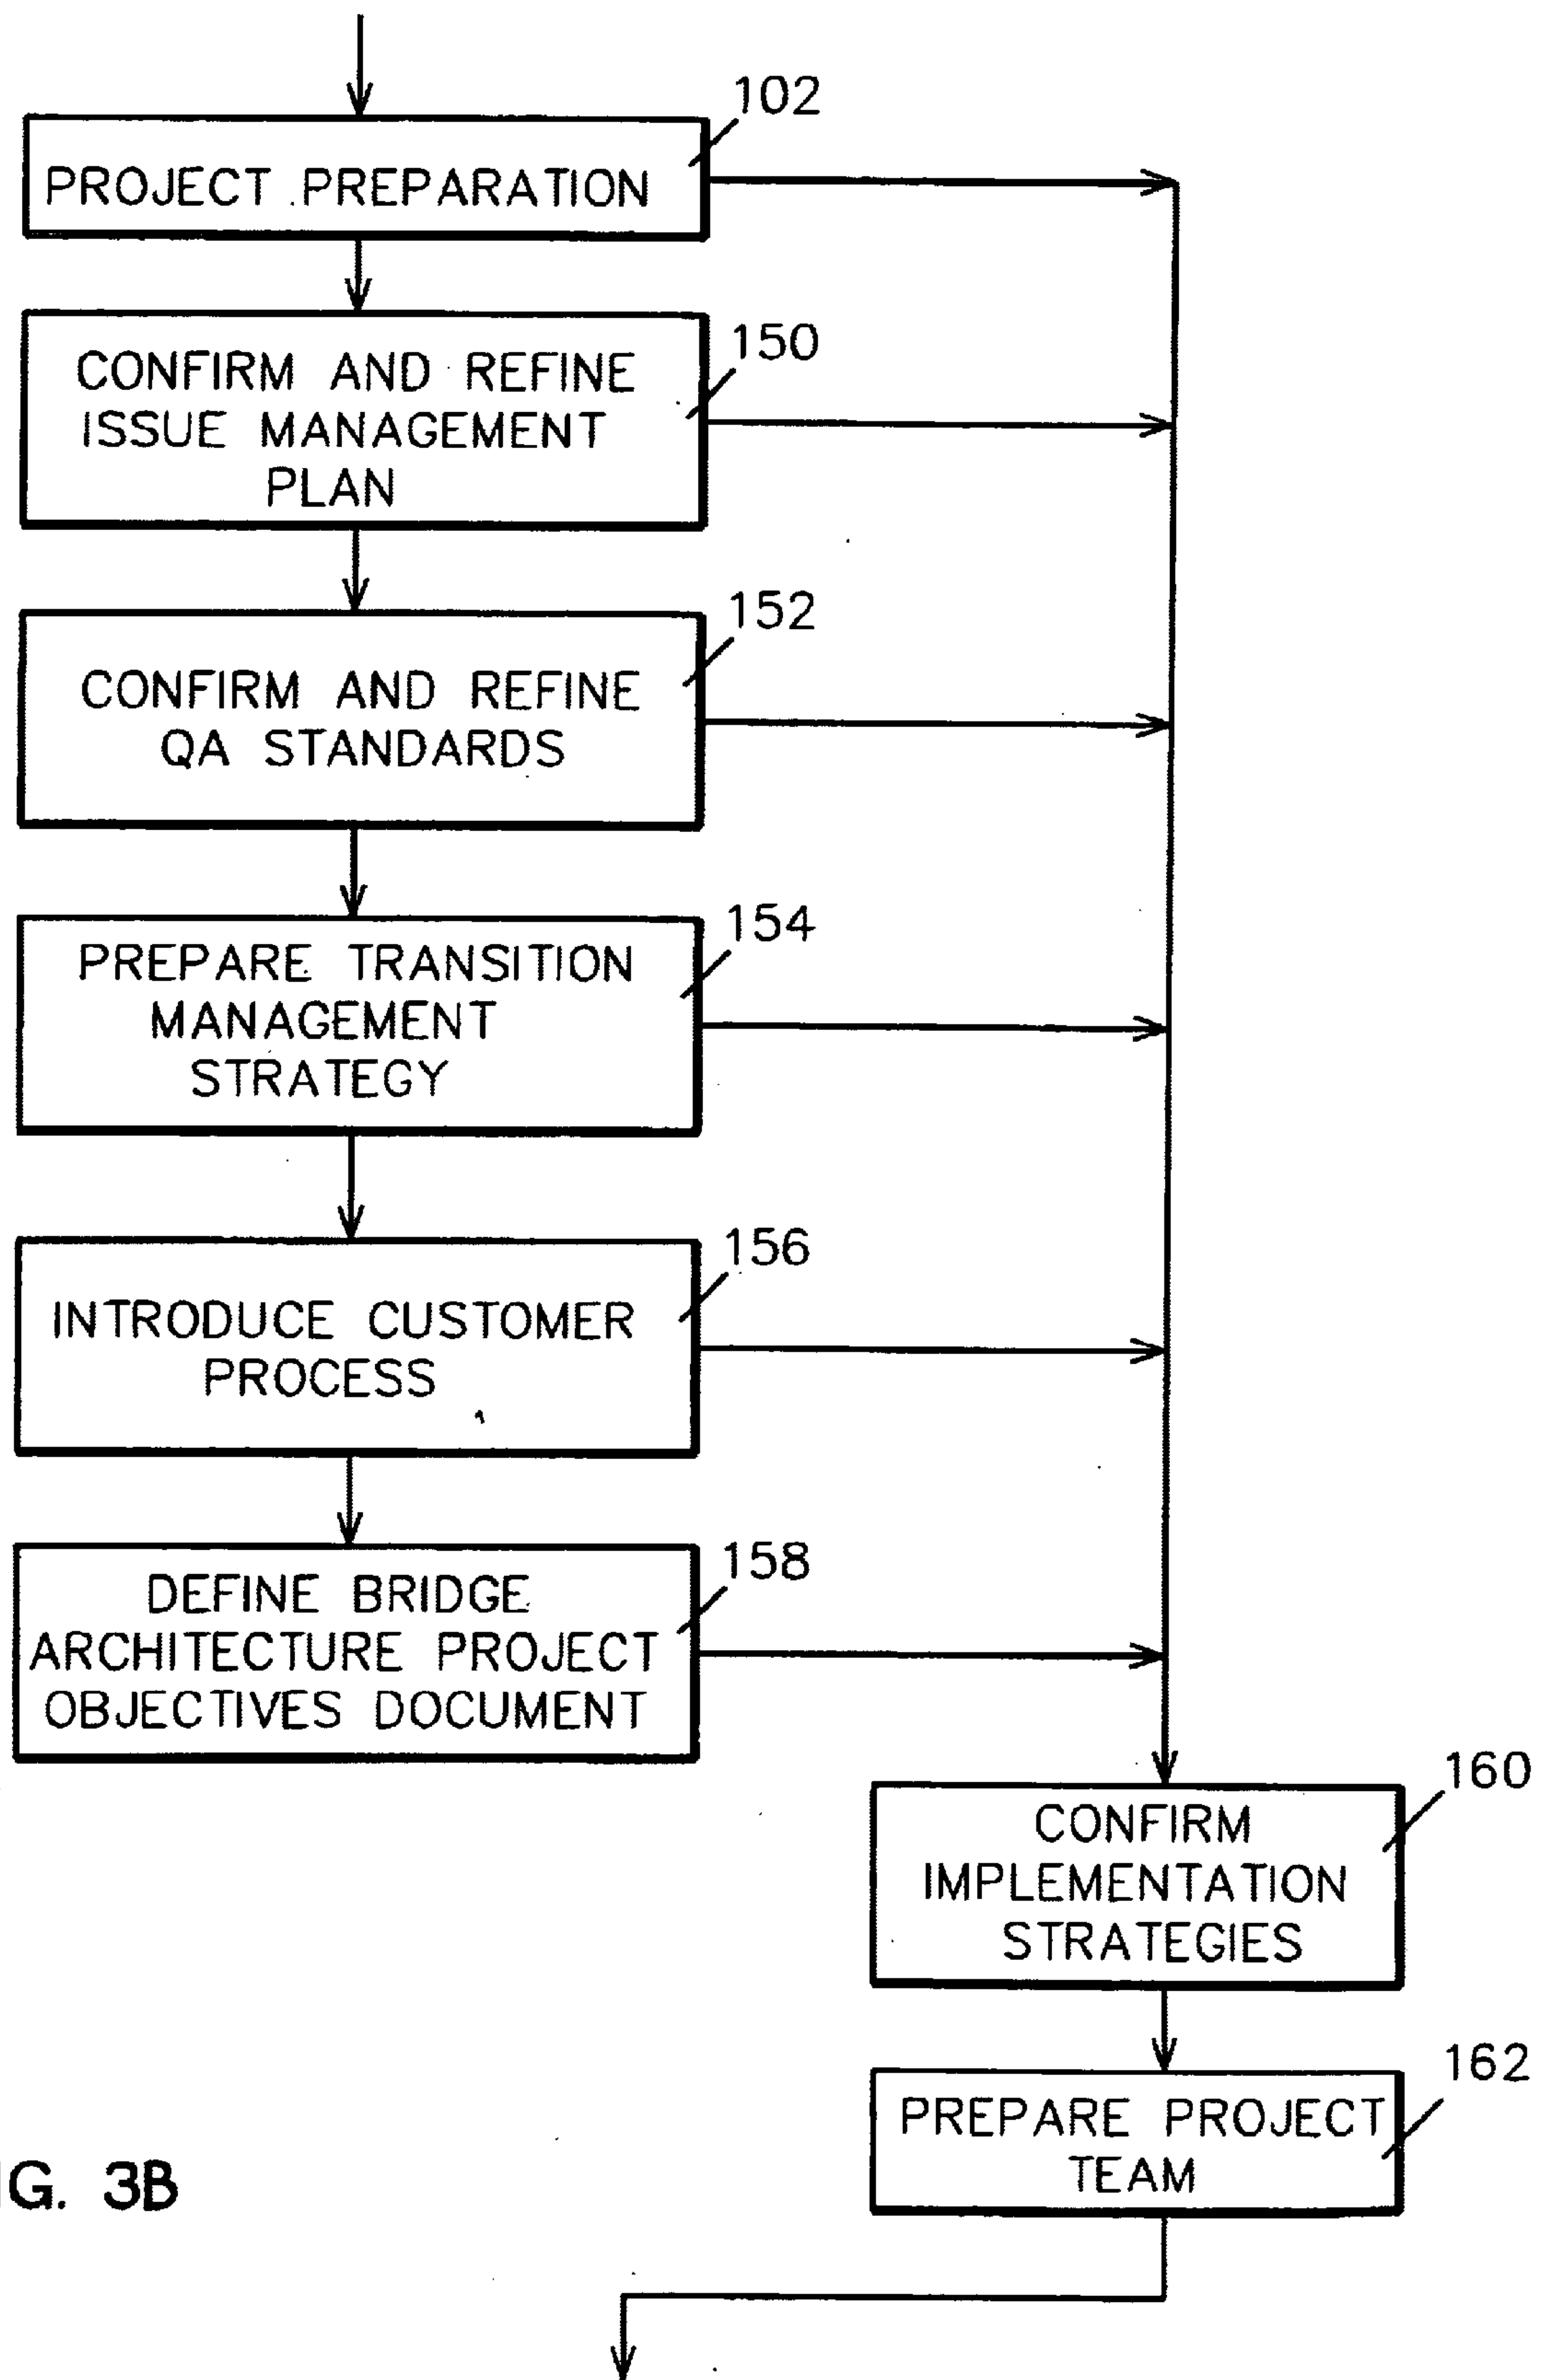 102
PROJECT PREPARATION
150
CONFIRM AND REFINE
ISSUE MANAGEMENT
PLAN
152
CONFIRM AND REFINE
QA STANDARDS
154
PREPARE TRANSITION
MANAGEMENT
STRATEGY
156
INTRODUCE CUSTOMER
PROCESS
158
DEFINE BRIDGE
ARCHITECTURE PROJECT
OBJECTIVES DOCUMENT
160
CONFIRM
IMPLEMENTATION
STRATEGIES
162
PREPARE PROJECT
TEAM
G. 3B